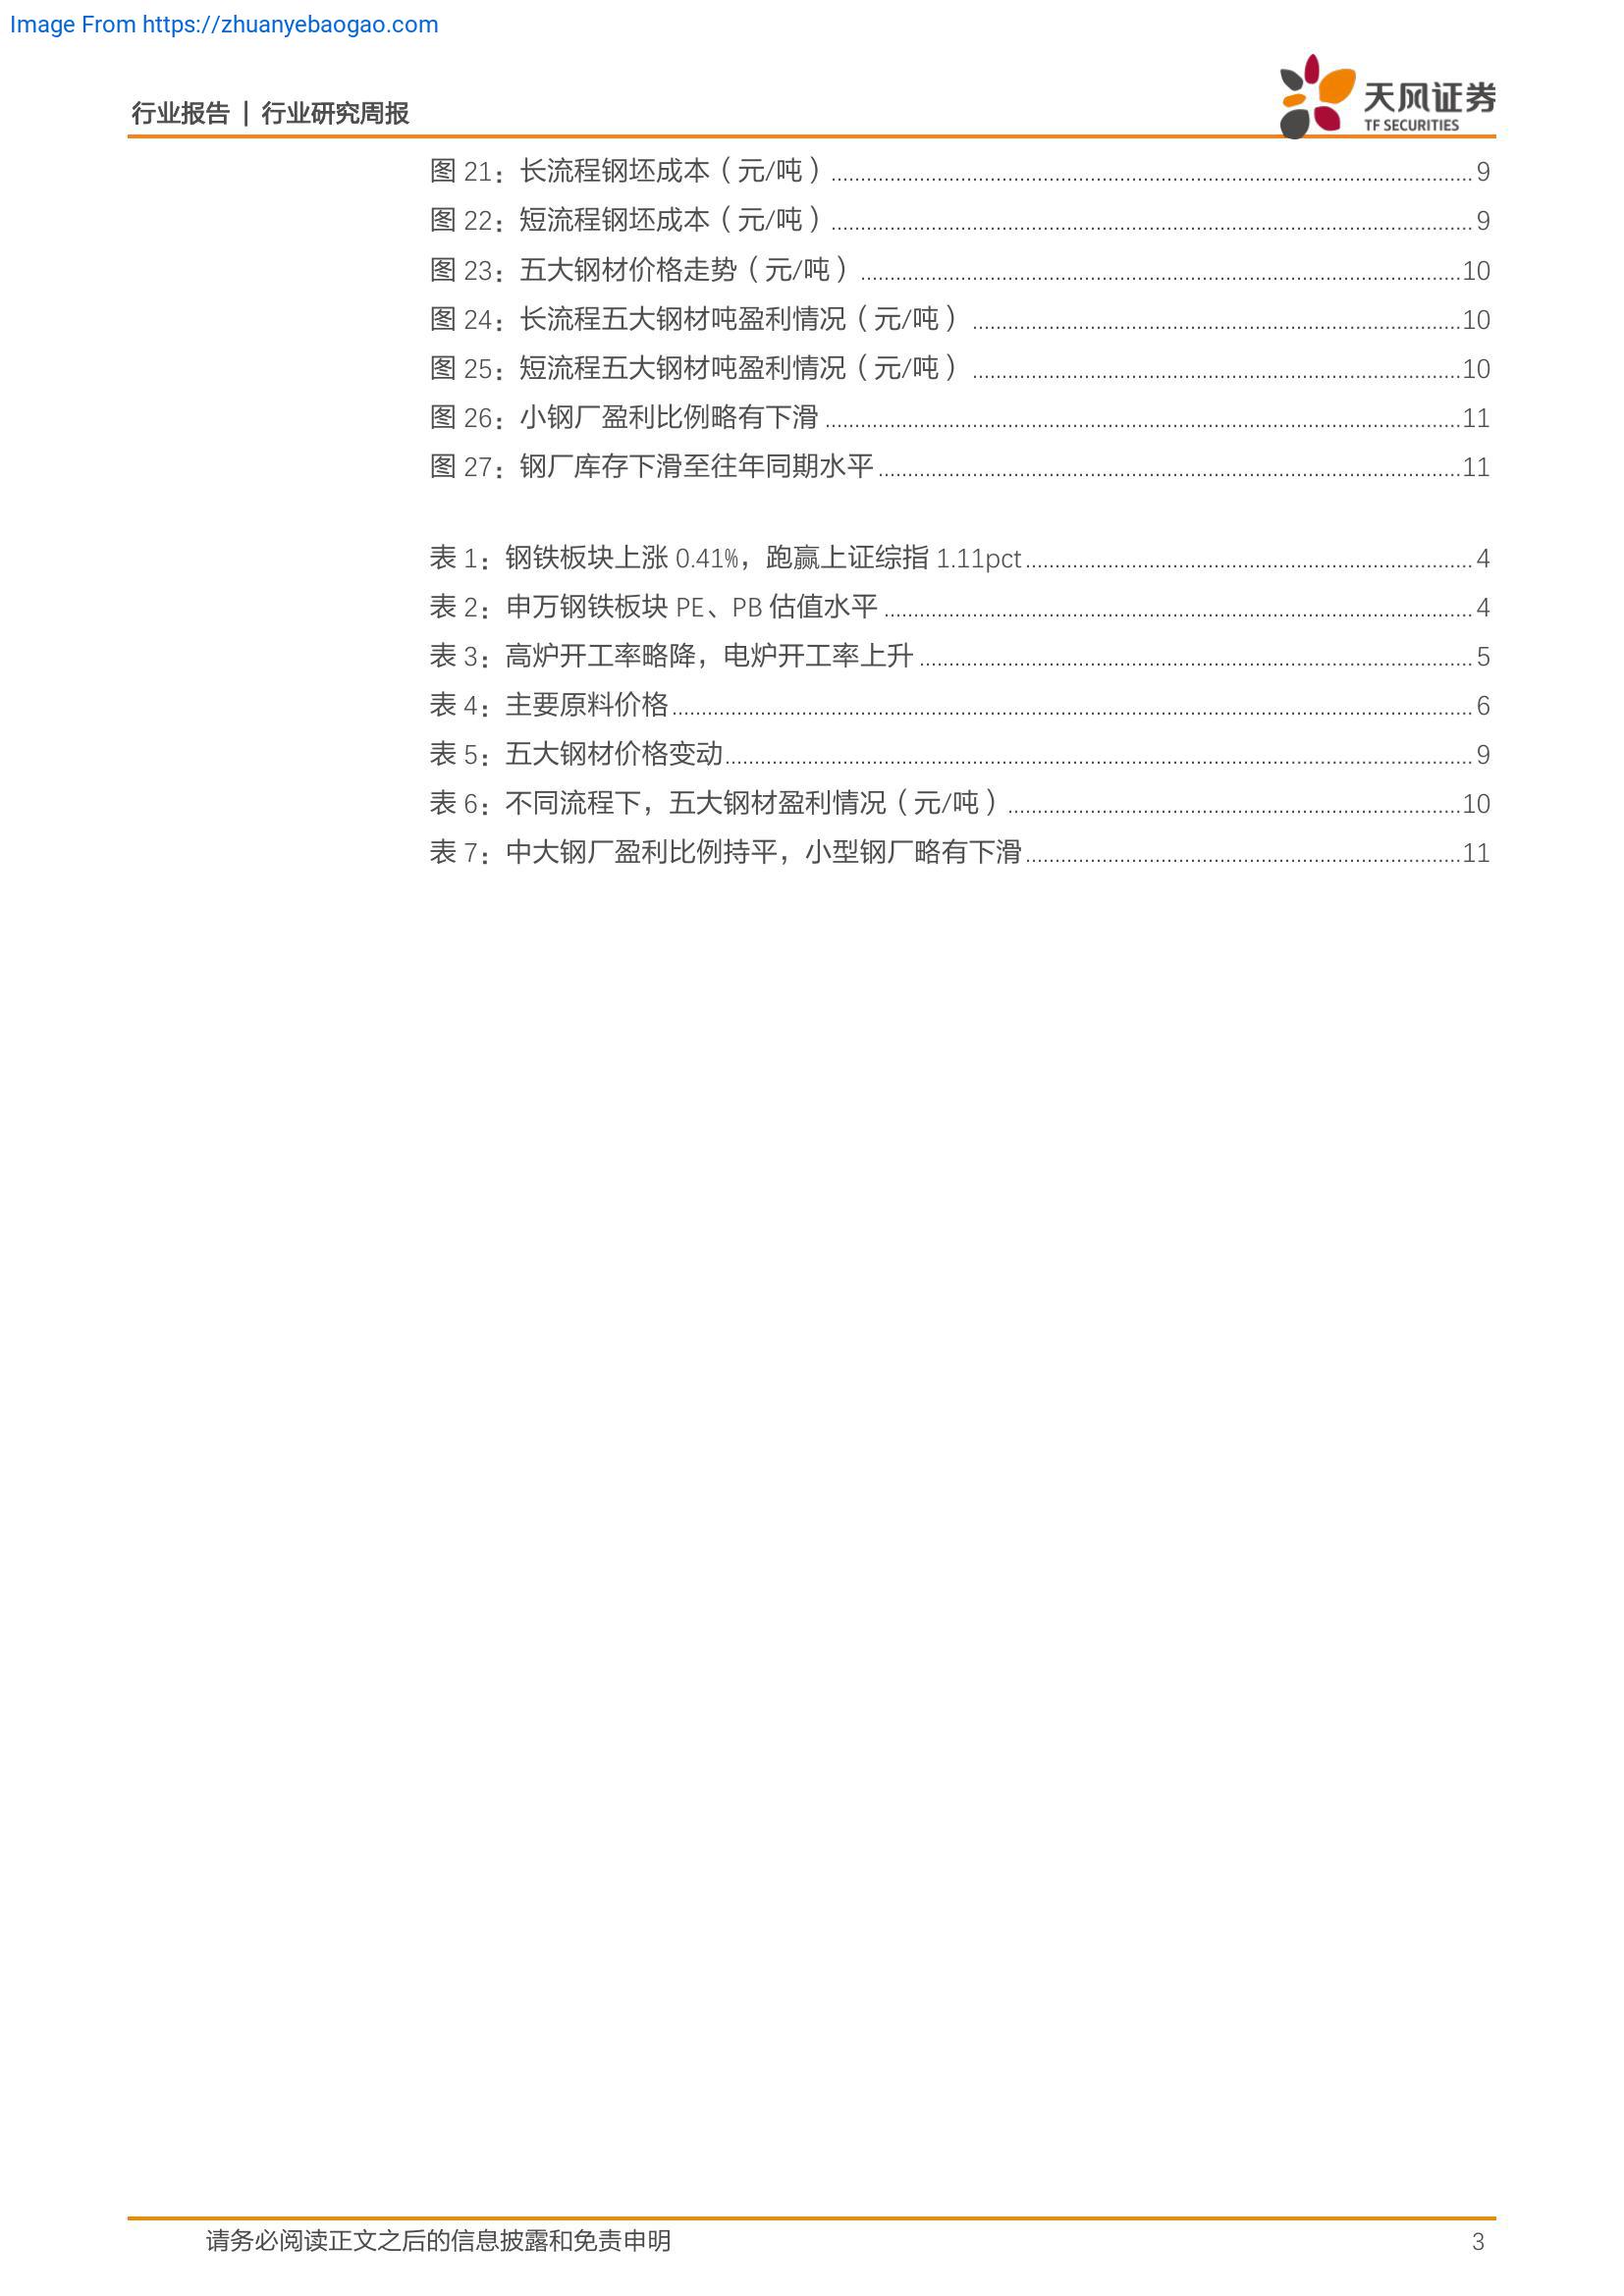 Image From https://zhuanyebaogao.com
行业报告 | 行业研究周报
天风证券
TF SECURITIES
图 21：长流程钢坯成本（元/吨）........................................ 9
图 22：短流程钢坯成本（元/吨）........................................ 9
图 23：五大钢材价格走势（元/吨）........................................ 10
图 24：长流程五大钢材吨盈利情况（元/吨）........................................ 10
图 25：短流程五大钢材吨盈利情况（元/吨）........................................ 10
图 26：小钢厂盈利比例略有下滑........................................ 11
图 27：钢厂库存下滑至往年同期水平........................................ 11
表 1：钢铁板块上涨 0.41%，跑赢上证综指 1.11pct........................................ 4
表 2：申万钢铁板块 PE、PB 估值水平........................................ 4
表 3：高炉开工率略降，电炉开工率上升........................................ 5
表 4：主要原料价格........................................ 6
表 5：五大钢材价格变动........................................ 9
表 6：不同流程下，五大钢材盈利情况（元/吨）........................................ 10
表 7：中大钢厂盈利比例持平，小型钢厂略有下滑........................................ 11
请务必阅读正文之后的信息披露和免责申明
3